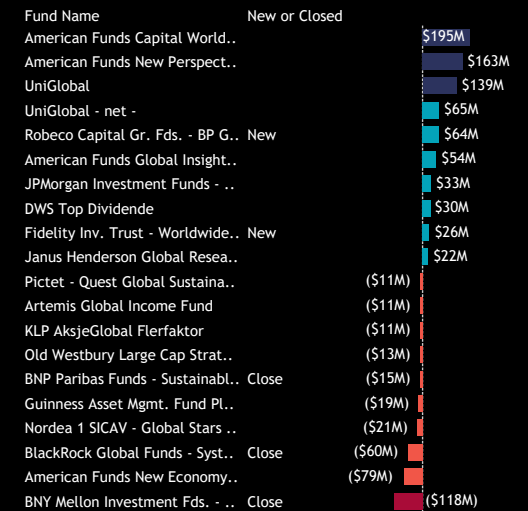 Fund Name New or Closed
American Funds Capital World.. $195M
American Funds New Perspect.. $163M
UniGlobal $139M
UniGlobal - net - $65M
Robeco Capital Gr. Fds. - BP G.. New $64M
American Funds Global Insight.. $54M
JPMorgan Investment Funds - .. $33M
DWS Top Dividende $30M
Fidelity Inv. Trust - Worldwide.. New $26M
Janus Henderson Global Resea.. $22M
Pictet - Quest Global Sustaina.. ($11M)
Artemis Global Income Fund ($11M)
KLP AksjeGlobal Flerfaktor ($11M)
Old Westbury Large Cap Strat.. ($13M)
BNP Paribas Funds - Sustainabl.. Close ($15M)
Guinness Asset Mgmt. Fund Pl.. ($19M)
Nordea 1 SICAV - Global Stars .. ($21M)
BlackRock Global Funds - Syst.. Close ($60M)
American Funds New Economy.. ($79M)
BNY Mellon Investment Fds. - .. Close ($118M)